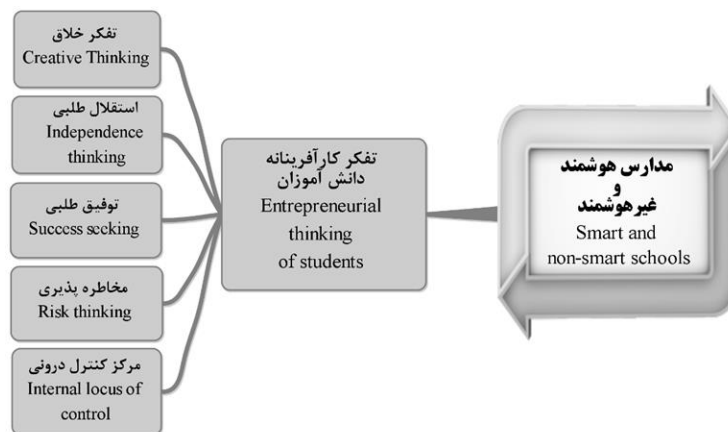 تفکر خلاق
Creative Thinking
استقلال طلبی
Independence
thinking
توفیق طلبی
Success seeking
مخاطره پذیری
Risk thinking
مرکز کنترل درونی
Internal locus of
control
تفکر کارآفرینانه
دانش آموزان
Entrepreneurial
thinking
of students
مدارس هوشمند
و
غیرهوشمند
Smart and
non-smart schools